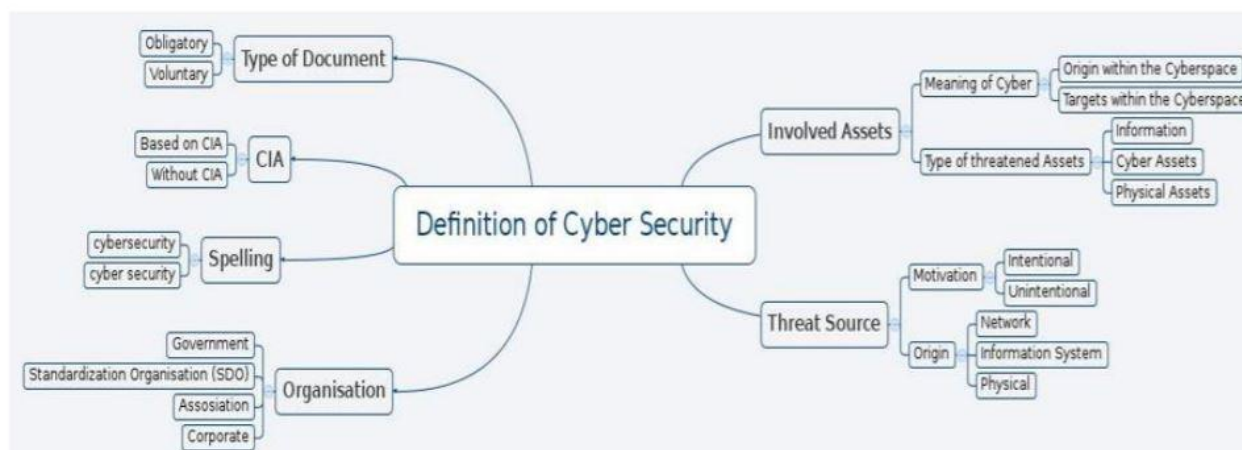 Definition of Cyber Security
Type of Document
Obligatory
Voluntary
CIA
Based on CIA
Without CIA
Spelling
cybersecurity
cyber security
Organisation
Government
Standardization Organisation (SDO)
Assosiation
Corporate
Involved Assets
Meaning of Cyber
Origin within the Cyberspace
Targets within the Cyberspace
Type of threatened Assets
Information
Cyber Assets
Physical Assets
Threat Source
Motivation
Intentional
Unintentional
Origin
Network
Information System
Physical